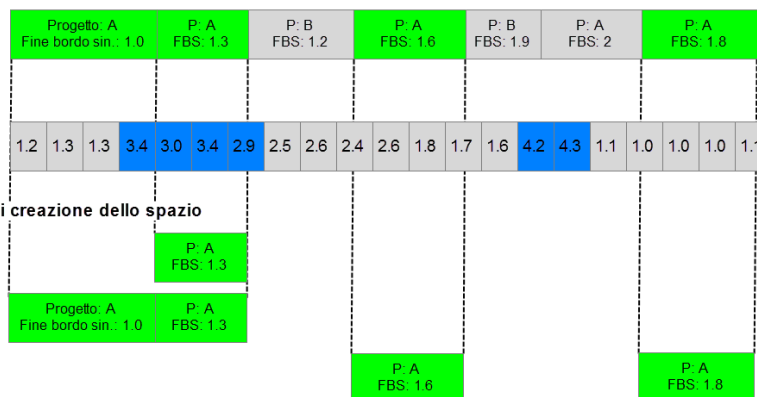 Progetto: A
Fine bordo sin.: 1.0
P: A
FBS: 1.3
P: B
FBS: 1.2
P: A
FBS: 1.6
P: B
FBS: 1.9
P: A
FBS: 2
P: A
FBS: 1.8
1.2 1.3 1.3 3.4 3.0 3.4 2.9 2.5 2.6 2.4 2.6 1.8 1.7 1.6 4.2 4.3 1.1 1.0 1.0 1.0 1.1
i creazione dello spazio
P: A
FBS: 1.3
Progetto: A
Fine bordo sin.: 1.0
P: A
FBS: 1.3
P: A
FBS: 1.6
P: A
FBS: 1.8